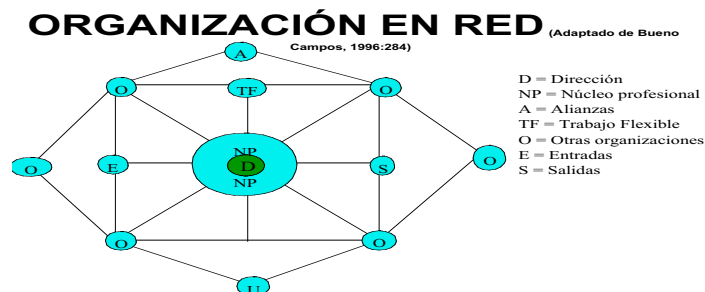 ORGANIZACIÓN EN RED (Adaptado de Bueno
Campos, 1996:284)
A
O
TF
O
D = Dirección
NP = Núcleo profesional
A = Alianzas
TF = Trabajo Flexible
O = Otras organizaciones
E = Entradas
S = Salidas
NP
O
E
D
S
O
NP
O
O
U